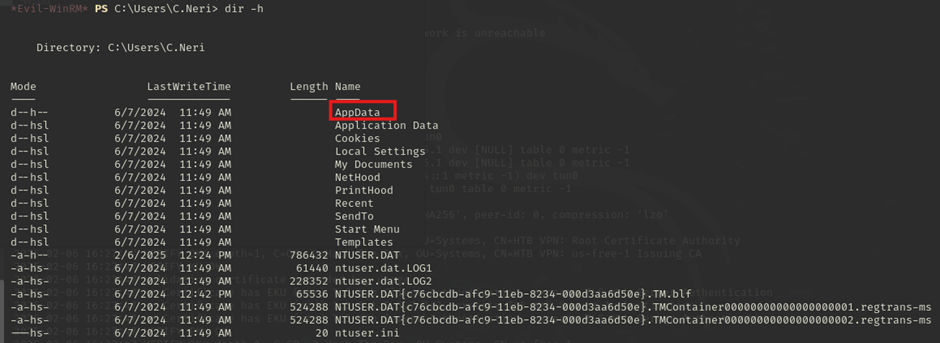 *Evil-WinRM* PS C:\Users\C.Neri> dir -h
work is unreachable
Directory: C:\Users\C.Neri
Mode LastWriteTime Length Name
d--h-- 6/7/2024 11:49 AM AppData
d--hsl 6/7/2024 11:49 AM Application Data
d--hsl 6/7/2024 11:49 AM Cookies
d--hsl 6/7/2024 11:49 AM Local Settings
d--hsl 6/7/2024 11:49 AM My Documents
d--hsl 6/7/2024 11:49 AM NetHood
d--hsl 6/7/2024 11:49 AM PrintHood
d--hsl 6/7/2024 11:49 AM Recent
d--hsl 6/7/2024 11:49 AM SendTo
d--hsl 6/7/2024 11:49 AM Start Menu
d--hsl 6/7/2024 11:49 AM Templates
-a-h-- 2/6/2025 12:24 PM 786432 NTUSER.DAT
-a-hs- 6/7/2024 11:49 AM 61440 ntuser.dat.LOG1
-a-hs- 6/7/2024 11:49 AM 228352 ntuser.dat.LOG2
-a-hs- 6/7/2024 12:42 PM 65536 NTUSER.DAT{c76cbcdb-afc9-11eb-8234-000d3aa6d50e}.TM.blf
-a-hs- 6/7/2024 11:49 AM 524288 NTUSER.DAT{c76cbcdb-afc9-11eb-8234-000d3aa6d50e}.TMContainer00000000000000000001.regtrans-ms
-a-hs- 6/7/2024 11:49 AM 524288 NTUSER.DAT{c76cbcdb-afc9-11eb-8234-000d3aa6d50e}.TMContainer00000000000000000002.regtrans-ms
---hs- 6/7/2024 11:49 AM 20 ntuser.ini